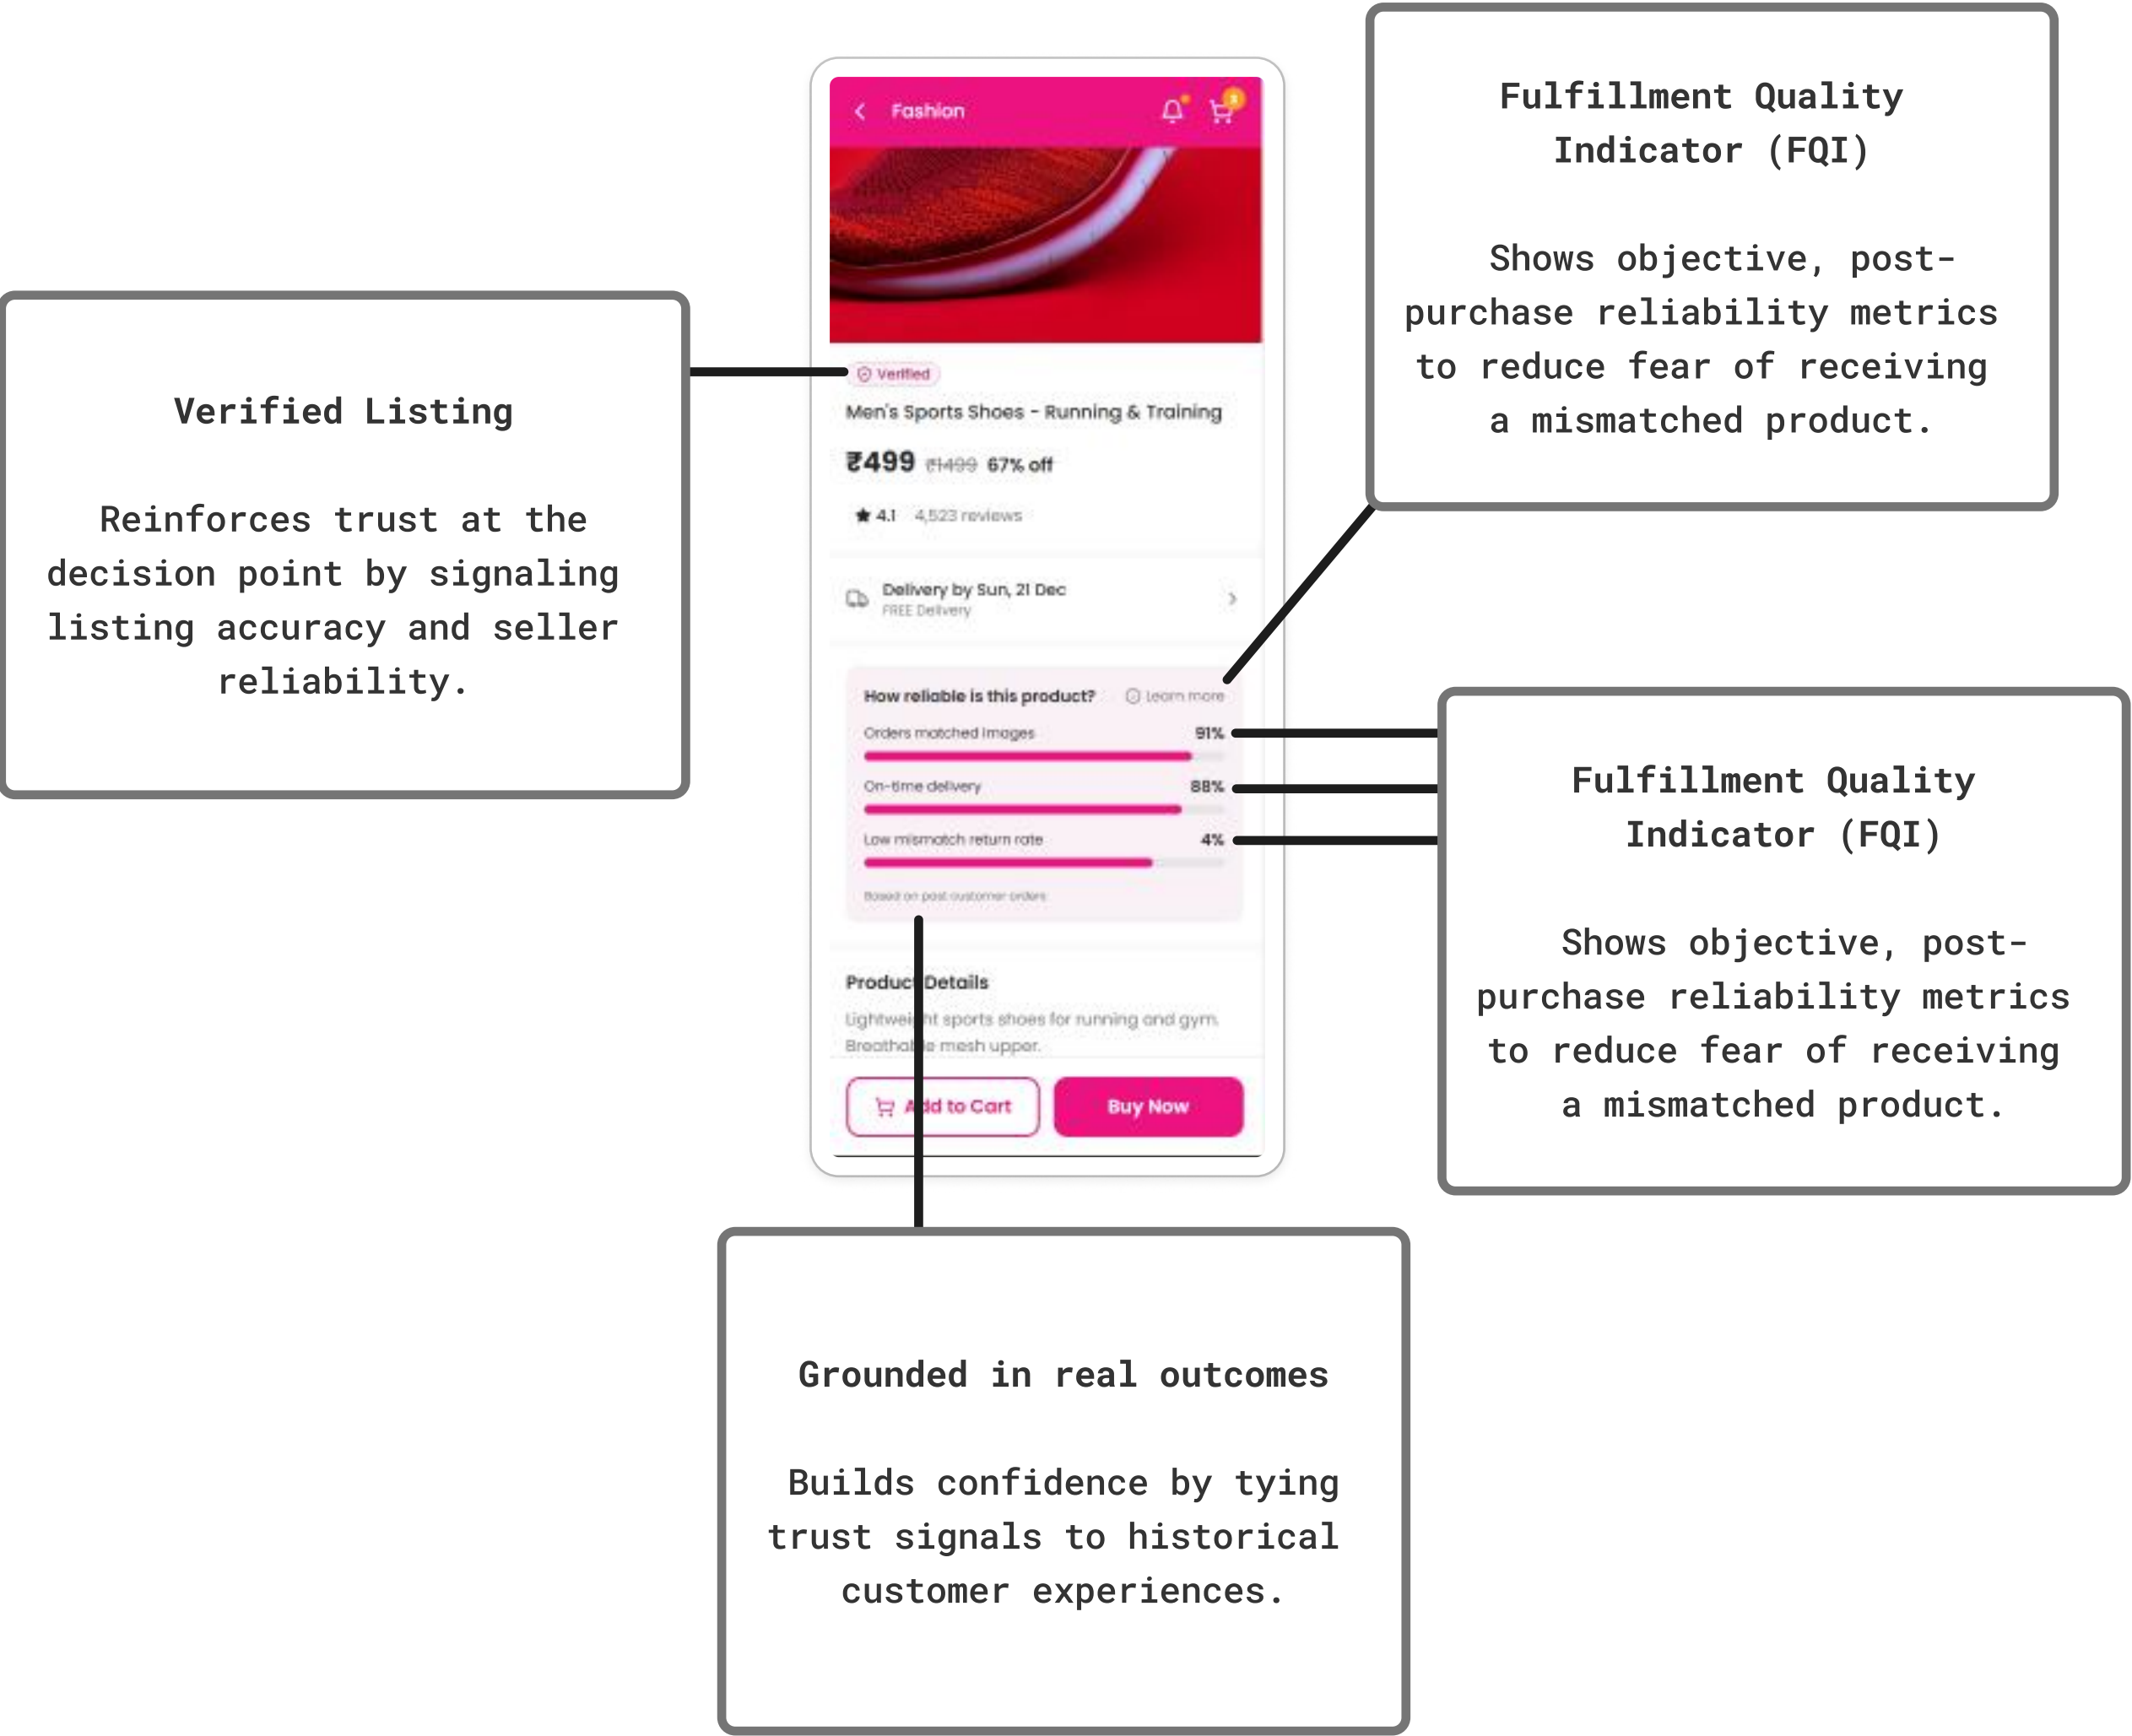 Fulfillment Quality
Indicator (FQI)
Shows objective, post-
purchase reliability metrics
to reduce fear of receiving
a mismatched product.
Fashion
Verified Listing
Reinforces trust at the
decision point by signaling
listing accuracy and seller
reliability.
Verified
Men's Sports Shoes - Running & Training
₹499 ₹1499 67% off
4.1 4,523 reviews
Delivery by Sun, 21 Dec
FREE Delivery
How reliable is this product? Learn more
Orders matched images 91%
On-time delivery 88%
Low mismatch return rate 4%
Based on past customer orders
Fulfillment Quality
Indicator (FQI)
Shows objective, post-
purchase reliability metrics
to reduce fear of receiving
a mismatched product.
Product Details
Lightweight sports shoes for running and gym.
Breathable mesh upper.
Add to Cart
Buy Now
Grounded in real outcomes
Builds confidence by tying
trust signals to historical
customer experiences.